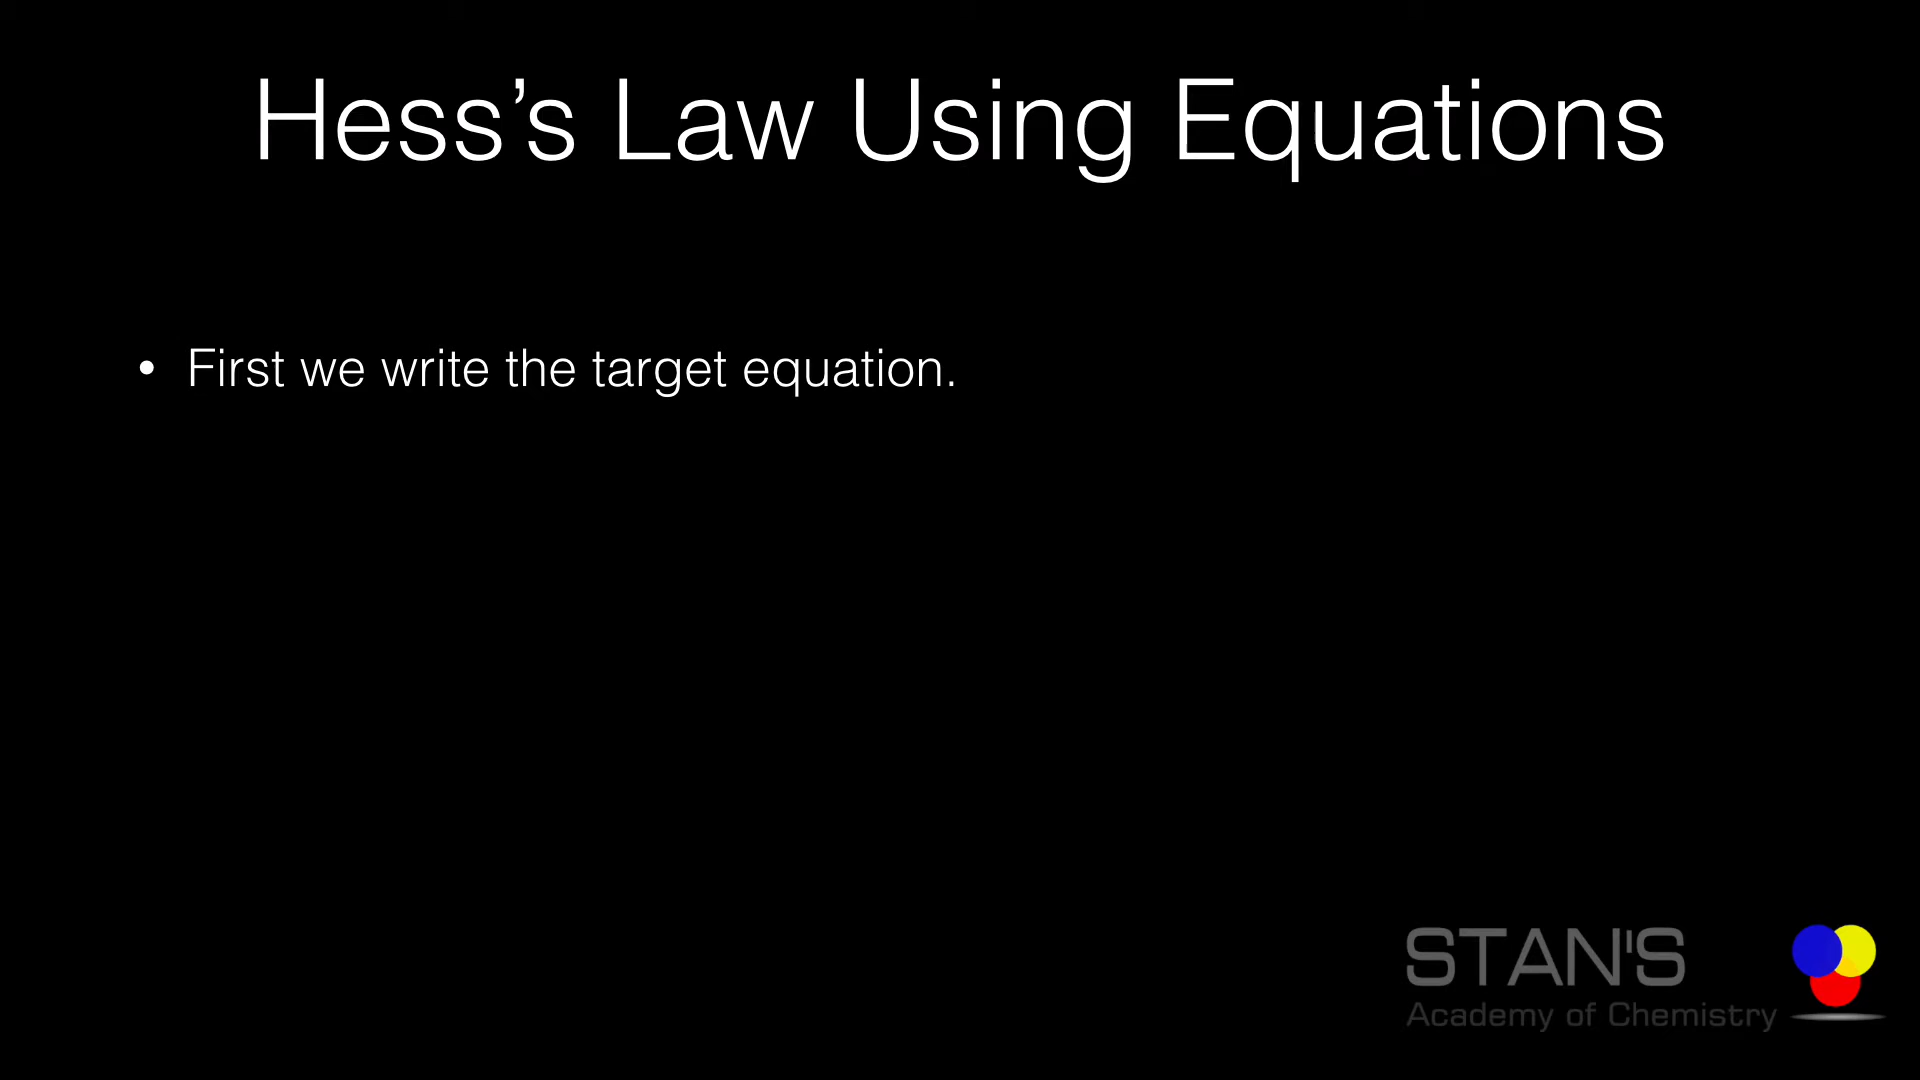 Hess’s Law Using Equations
• First we write the target equation.
STAN'S
Academy of Chemistry